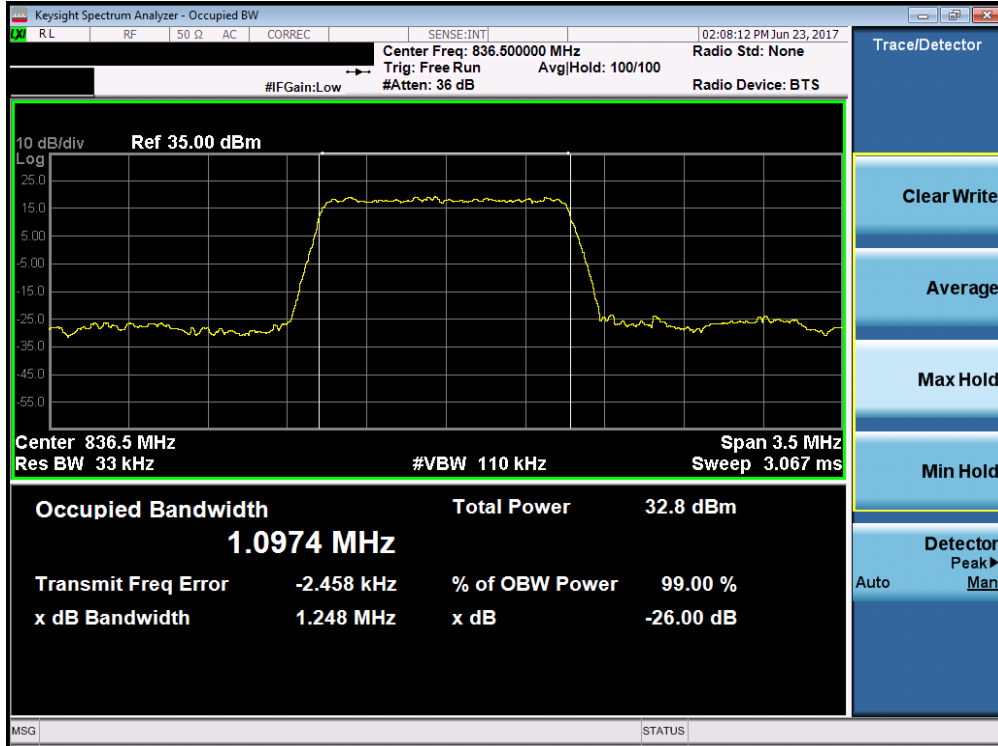 Keysight Spectrum Analyzer - Occupied BW
LXI RL RF 50 Ω AC CORREC SENSE:INT 02:08:12 PM Jun 23, 2017
Center Freq: 836.500000 MHz Radio Std: None
Trig: Free Run Avg|Hold: 100/100
#IFGain:Low #Atten: 36 dB Radio Device: BTS
10 dB/div Ref 35.00 dBm
Log
25.0
15.0
5.00
-5.00
-15.0
-25.0
-35.0
-45.0
-55.0
Center 836.5 MHz Span 3.5 MHz
Res BW 33 kHz #VBW 110 kHz Sweep 3.067 ms
Occupied Bandwidth Total Power 32.8 dBm
1.0974 MHz
Transmit Freq Error -2.458 kHz % of OBW Power 99.00 %
x dB Bandwidth 1.248 MHz x dB -26.00 dB
MSG STATUS
Trace/Detector
Clear Write
Average
Max Hold
Min Hold
Detector
Peak▶
Auto Man